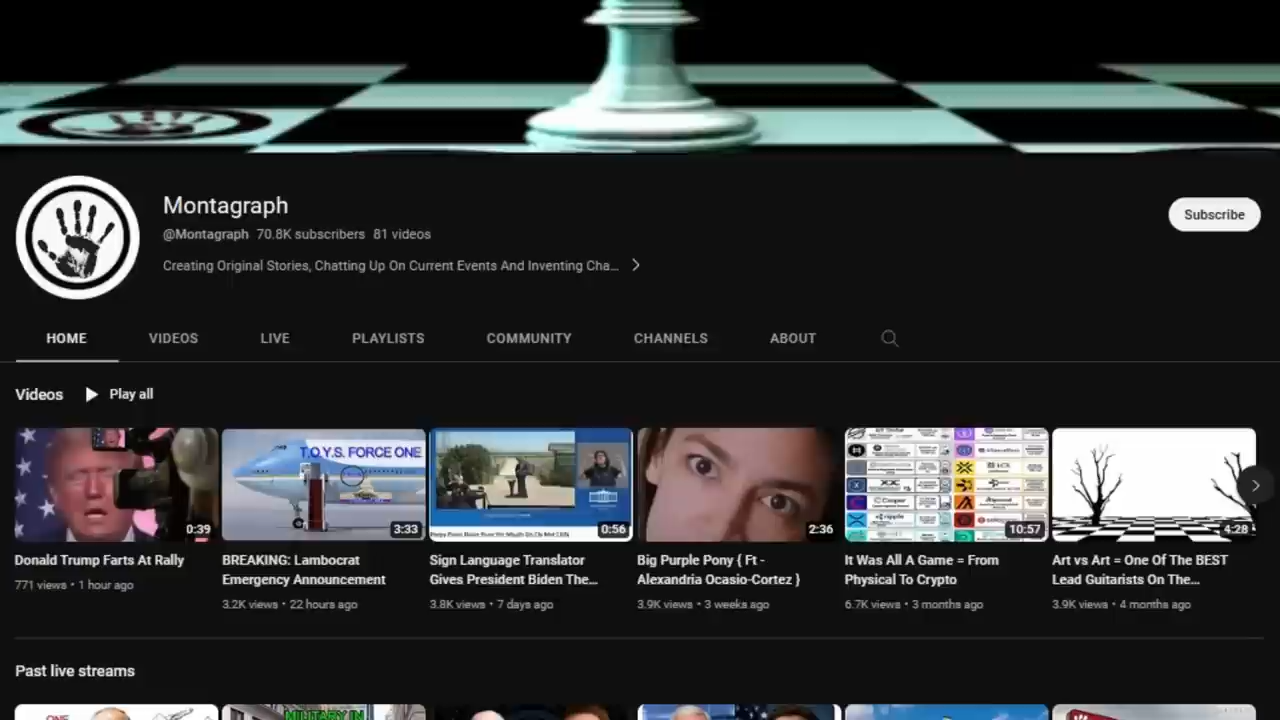 Montagraph
@Montagraph 70.8K subscribers 81 videos
Creating Original Stories, Chatting Up On Current Events And Inventing Cha...
Subscribe
HOME VIDEOS LIVE PLAYLISTS COMMUNITY CHANNELS ABOUT
Videos Play all
0:39
T.O.Y.S. FORCE ONE
3:33
0:56
2:36
10:57
4:28
Donald Trump Farts At Rally
771 views • 1 hour ago
BREAKING: Lambocrat
Emergency Announcement
3.2K views • 22 hours ago
Sign Language Translator
Gives President Biden The...
3.8K views • 7 days ago
Big Purple Pony { Ft -
Alexandria Ocasio-Cortez }
3.9K views • 3 weeks ago
It Was All A Game = From
Physical To Crypto
6.7K views • 3 months ago
Art vs Art = One Of The BEST
Lead Guitarists On The...
3.9K views • 4 months ago
Past live streams
ONE
MILITARY IN